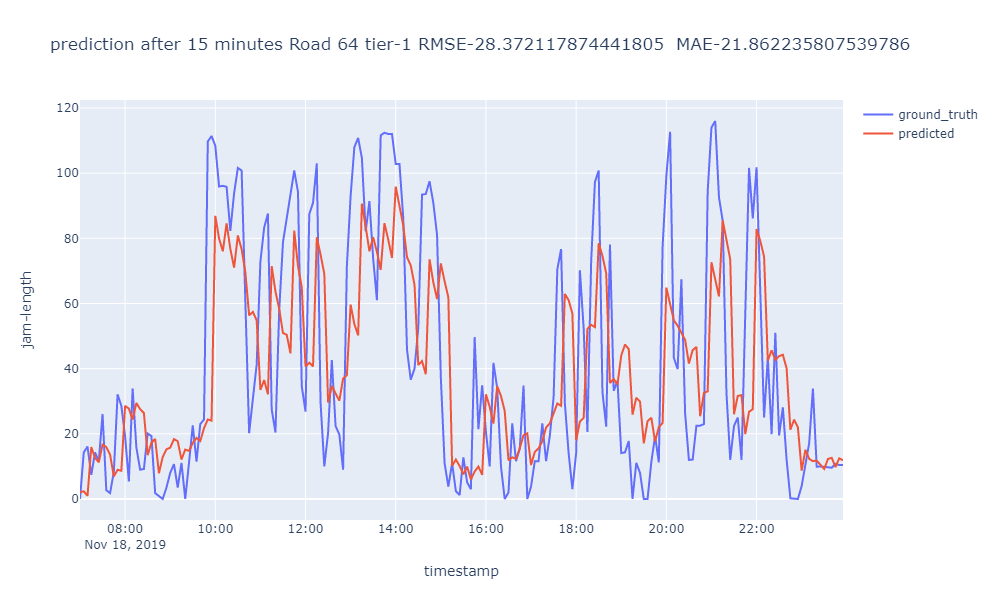 prediction after 15 minutes Road 64 tier-1 RMSE-28.372117874441805 MAE-21.862235807539786
ground_truth
predicted
jam-length
120
100
80
60
40
20
0
08:00 10:00 12:00 14:00 16:00 18:00 20:00 22:00
Nov 18, 2019
timestamp